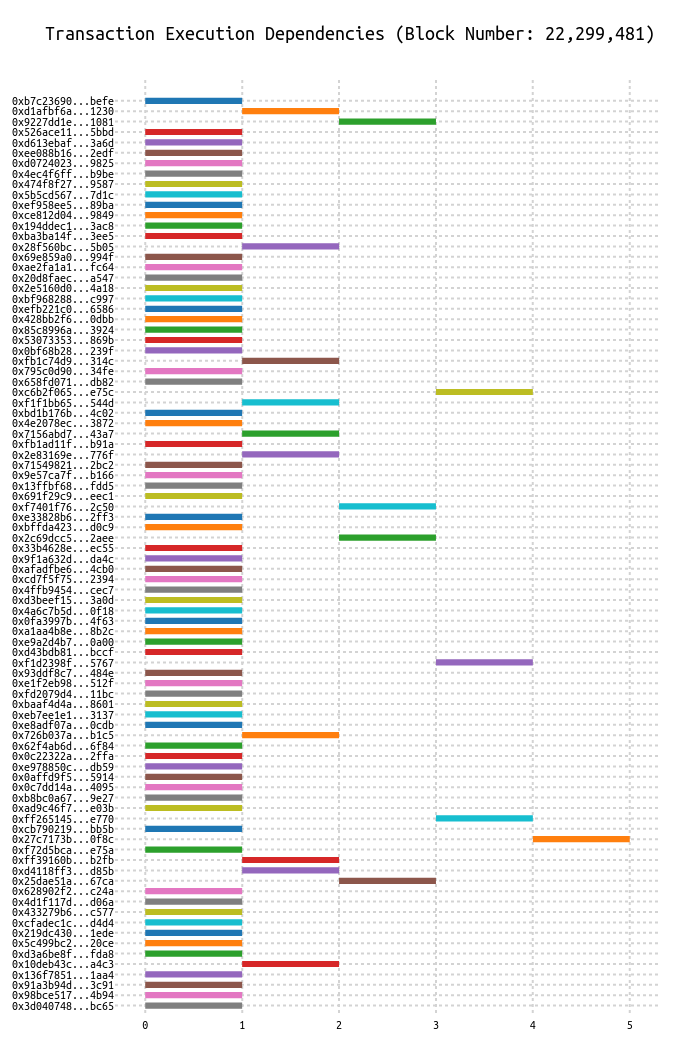 Transaction Execution Dependencies (Block Number: 22,299,481)
0xb7c23690...befe
0xd1afbf6a...1230
0x9227dd1e...1081
0x526ace11...5bbd
0xd613ebaf...3a6d
0xee088b16...2edf
0xd0724023...9825
0x4ec4f6ff...b9be
0x474f8f27...9587
0x5b5cd567...7d1c
0xef958ee5...89ba
0xce812d04...9849
0x194ddec1...3ac8
0xba3ba14f...3ee5
0x28f560bc...5b05
0x69e859a0...994f
0xae2fa1a1...fc64
0x20d8faec...a547
0x2e5160d0...4a18
0xbf968288...c997
0xefb221c0...6586
0x428bb2f6...0dbb
0x85c8996a...3924
0x53073353...869b
0x0bf68b28...239f
0xfb1c74d9...314c
0x795c0d90...34fe
0x658fd071...db82
0xc6b2f065...e75c
0xf1f1bb65...544d
0xbd1b176b...4c02
0x4e2078ec...3872
0x7156abd7...43a7
0xfb1ad11f...b91a
0x2e83169e...776f
0x71549821...2bc2
0x9e57ca7f...b166
0x13ffbf68...fdd5
0x691f29c9...eec1
0xf7401f76...2c50
0xe33828b6...2ff3
0xbffda423...d0c9
0x2c69dcc5...2aee
0x33b4628e...ec55
0x9f1a632d...da4c
0xafadfbe6...4cb0
0xcd7f5f75...2394
0x4ffb9454...cec7
0xd3beef15...3a0d
0x4a6c7b5d...0f18
0x0fa3997b...4f63
0xa1aa4b8e...8b2c
0xe9a2d4b7...0a00
0xd43bdb81...bccf
0xf1d2398f...5767
0x93ddf8c7...484e
0xe1f2eb98...512f
0xfd2079d4...11bc
0xbaaf4d4a...8601
0xeb7ee1e1...3137
0xe8adf07a...0cdb
0x726b037a...b1c5
0x62f4ab6d...6f84
0x0c22322a...2ffa
0xe978850c...db59
0x0affd9f5...5914
0x0c7dd14a...4095
0xb8bc0a67...9e27
0xad9c46f7...e03b
0xff265145...e770
0xcb790219...bb5b
0x27c7173b...0f8c
0xf72d5bca...e75a
0xff39160b...b2fb
0xd4118ff3...d85b
0x25dae51a...67ca
0x628902f2...c24a
0x4d1f117d...d06a
0x433279b6...c577
0xcfadec1c...d4d4
0x219dc430...1ede
0x5c499bc2...20ce
0xd3a6be8f...fda8
0x10deb43c...a4c3
0x136f7851...1aa4
0x91a3b94d...3c91
0x98bce517...4b94
0x3d040748...bc65
0 1 2 3 4 5